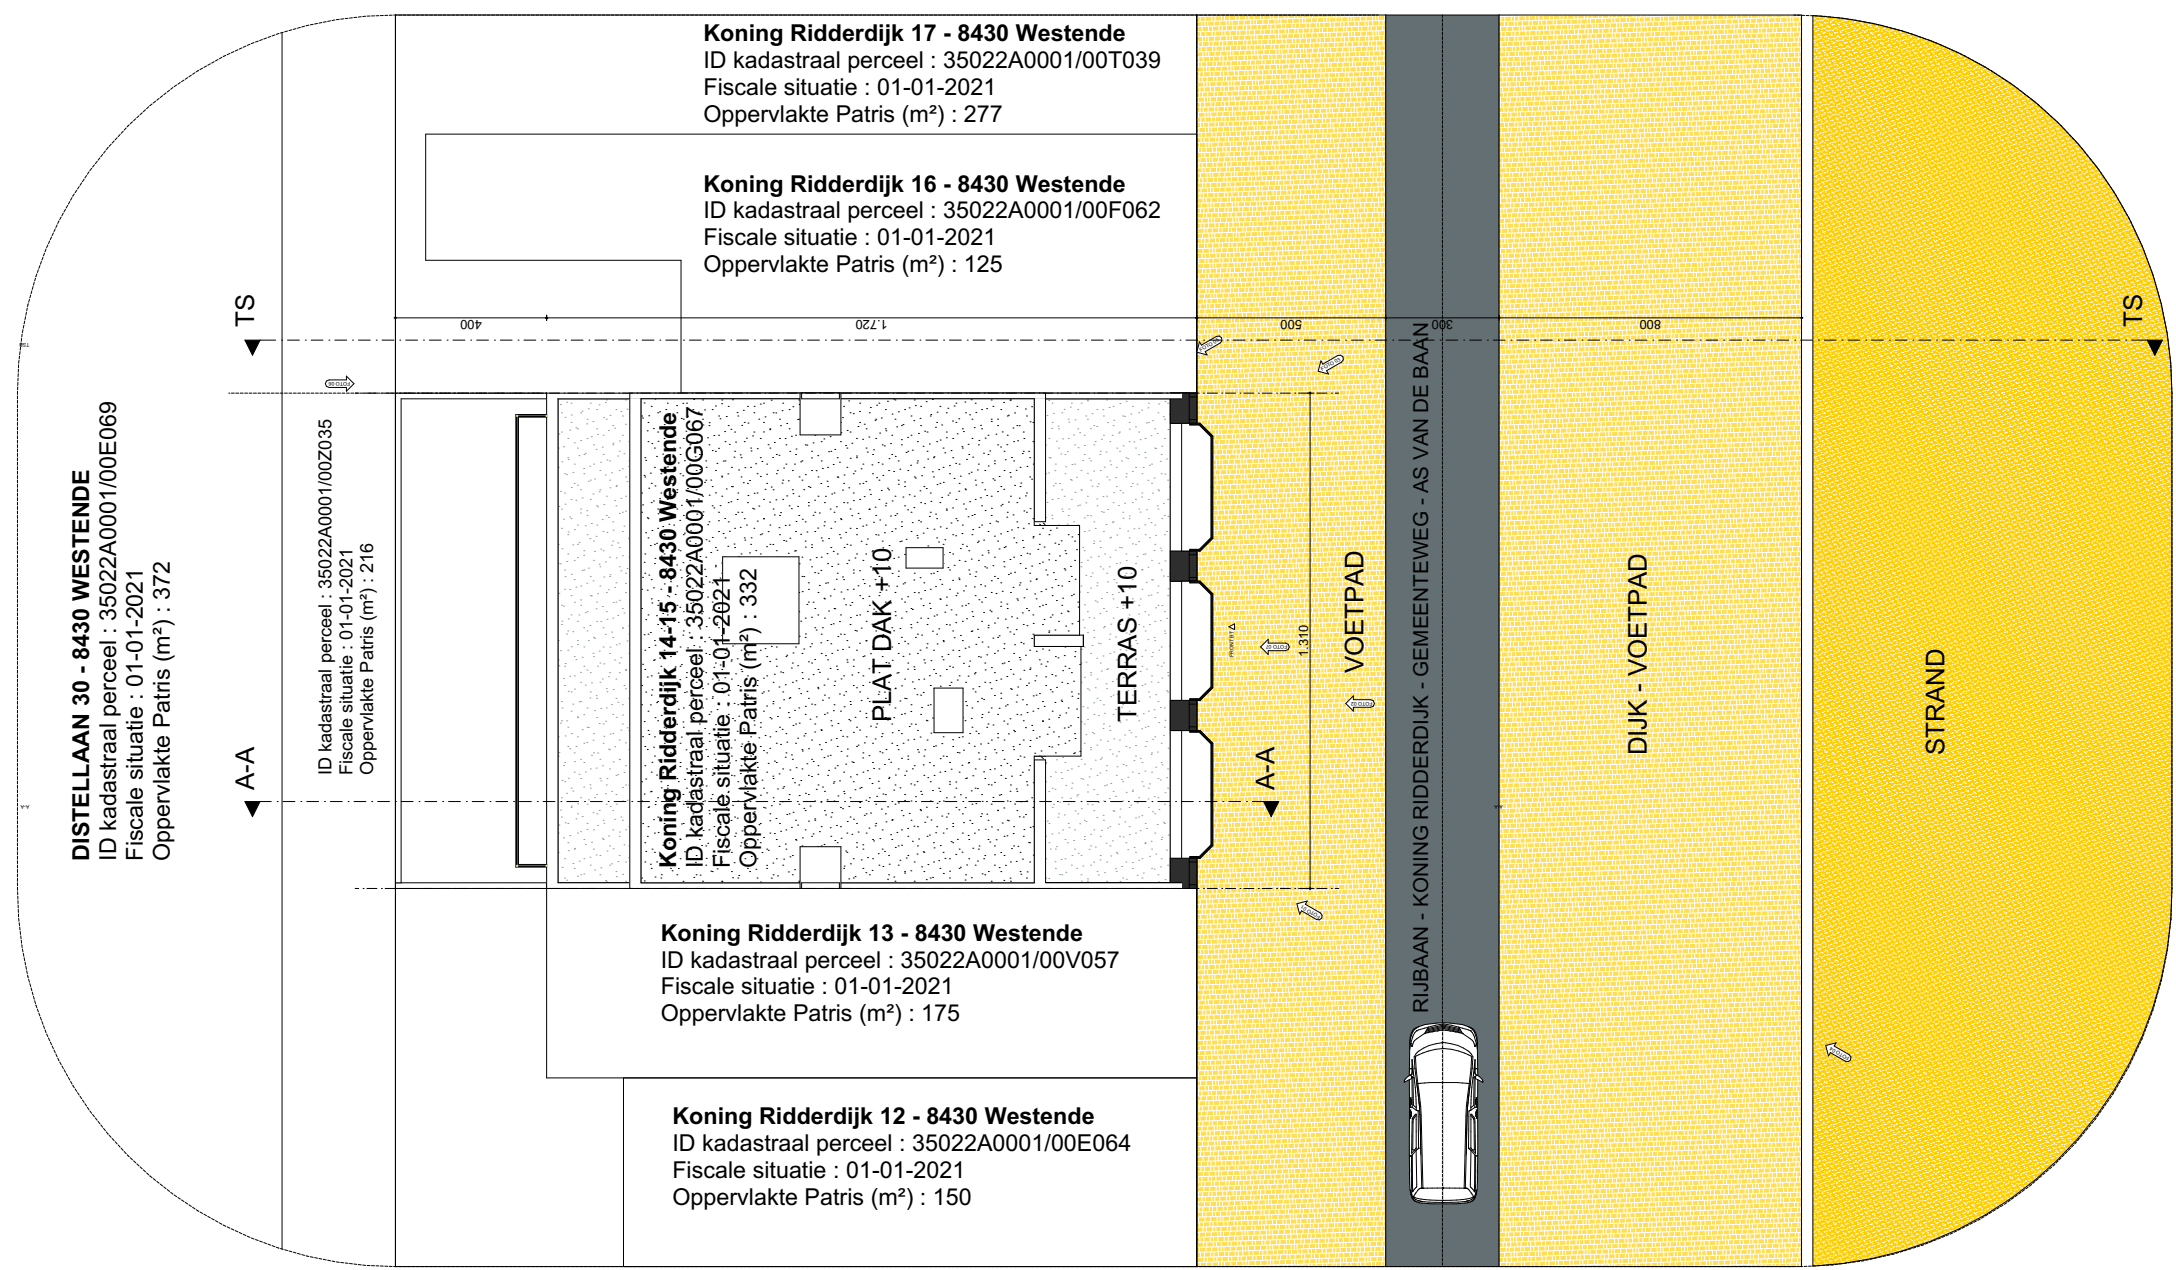 Koning Ridderdijk 17 - 8430 Westende
ID kadastraal perceel : 35022A0001/00T039
Fiscale situatie : 01-01-2021
Oppervlakte Patris (m²) : 277
Koning Ridderdijk 16 - 8430 Westende
ID kadastraal perceel : 35022A0001/00F062
Fiscale situatie : 01-01-2021
Oppervlakte Patris (m²) : 125
TS
TS
400
1.720
500
300
800
FOTO 06
DISTELLAAN 30 - 8430 WESTENDE
ID kadastraal perceel : 35022A0001/00E069
Fiscale situatie : 01-01-2021
Oppervlakte Patris (m²) : 372
ID kadastraal perceel : 35022A0001/00Z035
Fiscale situatie : 01-01-2021
Oppervlakte Patris (m²) : 216
A-A
Koning Ridderdijk 14-15 - 8430 Westende
ID kadastraal perceel : 35022A0001/00G067
Fiscale situatie : 01-01-2021
Oppervlakte Patris (m²) : 332
PLAT DAK +10
TERRAS +10
A-A
1.310
VOETPAD
FOTO 02
RIJBAAN - KONING RIDDERDIJK - GEMEENTEWEG - AS VAN DE BAAN
DIJK - VOETPAD
STRAND
Koning Ridderdijk 13 - 8430 Westende
ID kadastraal perceel : 35022A0001/00V057
Fiscale situatie : 01-01-2021
Oppervlakte Patris (m²) : 175
Koning Ridderdijk 12 - 8430 Westende
ID kadastraal perceel : 35022A0001/00E064
Fiscale situatie : 01-01-2021
Oppervlakte Patris (m²) : 150